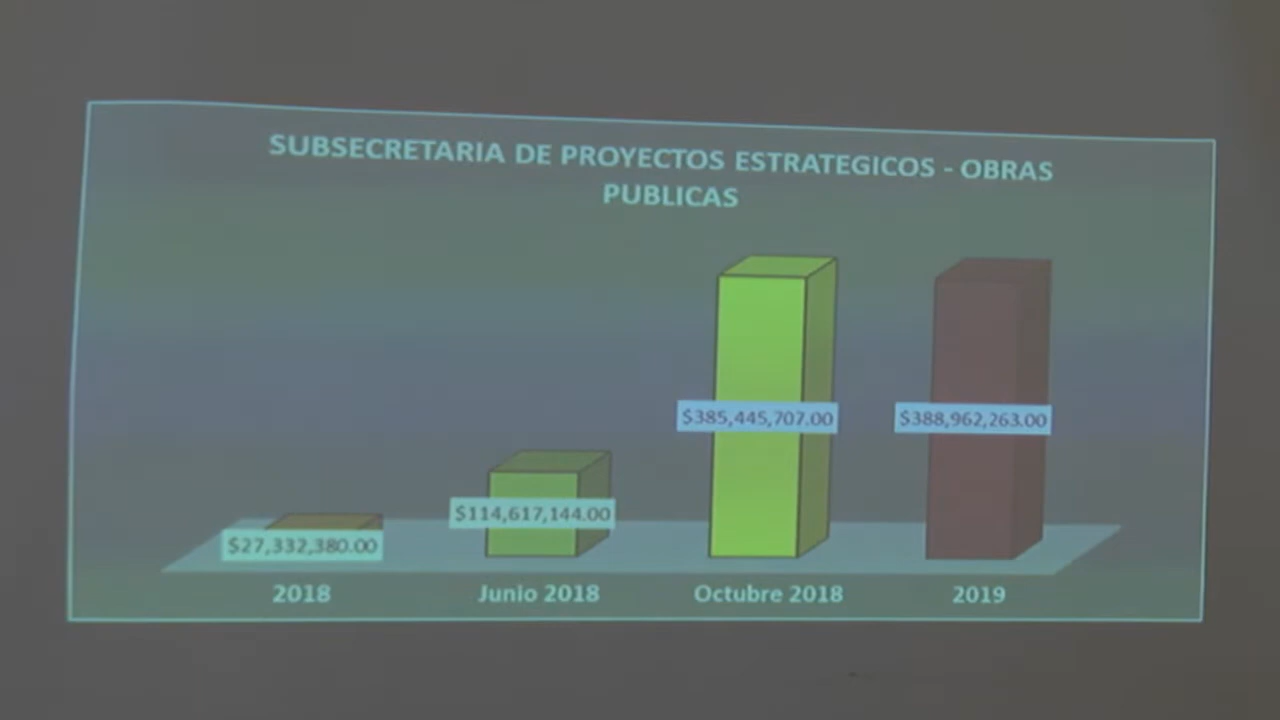 SUBSECRETARIA DE PROYECTOS ESTRATEGICOS - OBRAS
PUBLICAS
$385,445,707.00
$388,962,263.00
$114,617,144.00
$27,332,380.00
2018
Junio 2018
Octubre 2018
2019